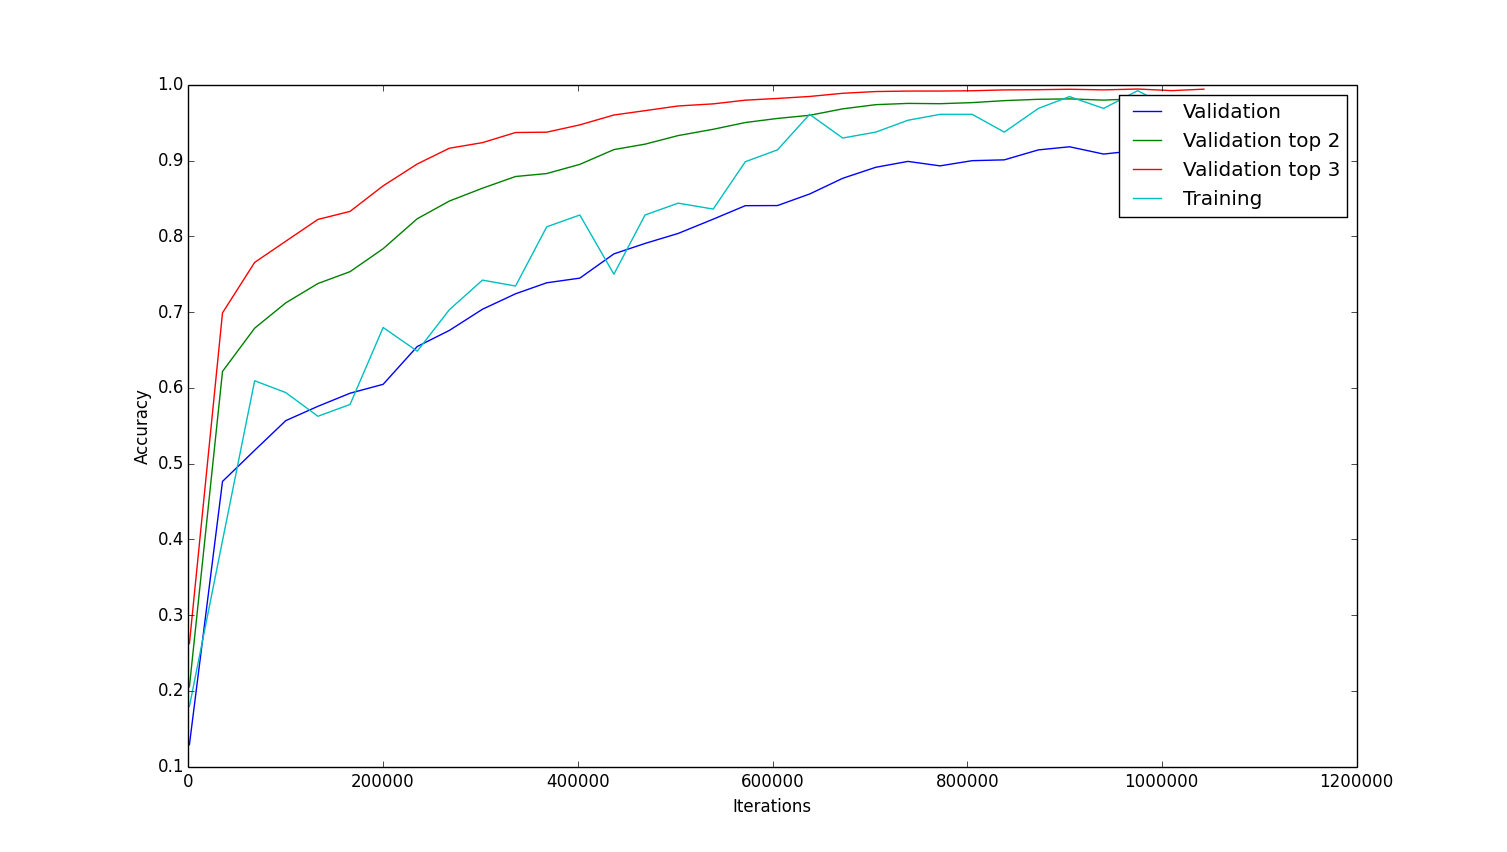 1.0
0.9
0.8
0.7
0.6
0.5
0.4
0.3
0.2
0.1
Accuracy
Validation
Validation top 2
Validation top 3
Training
0 200000 400000 600000 800000 1000000 1200000
Iterations